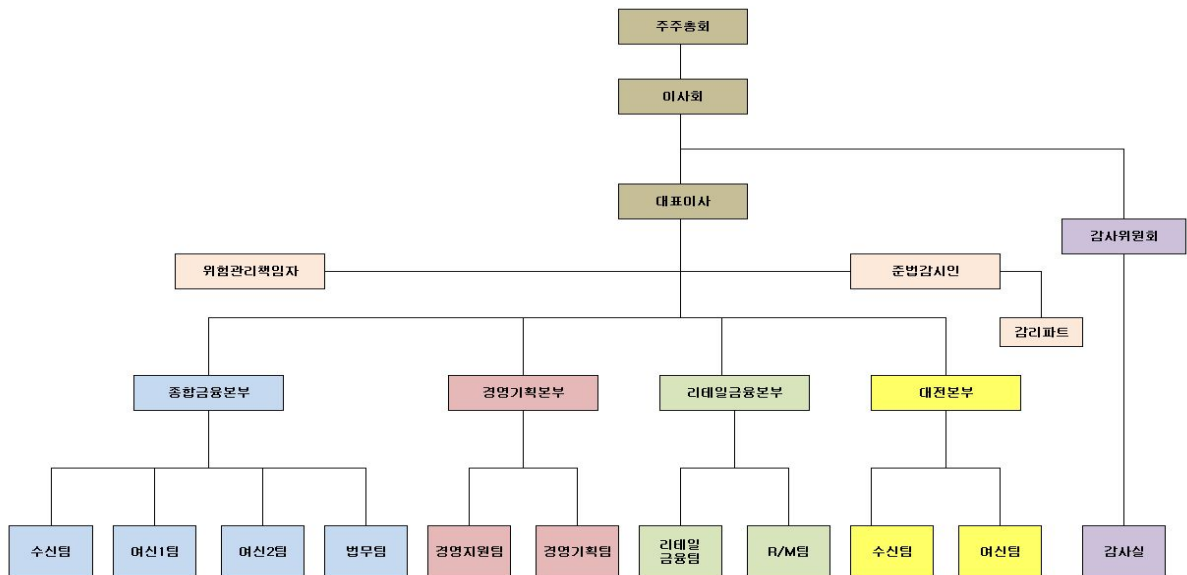 주주총회
이사회
대표이사
감사위원회
위험관리책임자
준법감시인
감리파트
종합금융본부
경영기획본부
리테일금융본부
대전본부
수신팀
여신1팀
여신2팀
법무팀
경영지원팀
경영기획팀
리테일
금융팀
R/M팀
수신팀
여신팀
감사실